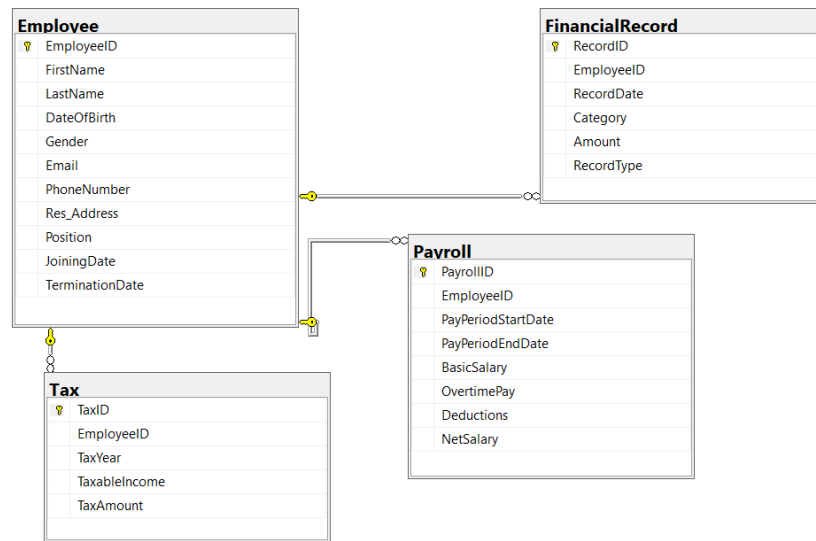 Employee
EmployeeID
FirstName
LastName
DateOfBirth
Gender
Email
PhoneNumber
Res_Address
Position
JoiningDate
TerminationDate
FinancialRecord
RecordID
EmployeeID
RecordDate
Category
Amount
RecordType
Payroll
PayrollID
EmployeeID
PayPeriodStartDate
PayPeriodEndDate
BasicSalary
OvertimePay
Deductions
NetSalary
Tax
TaxID
EmployeeID
TaxYear
TaxableIncome
TaxAmount